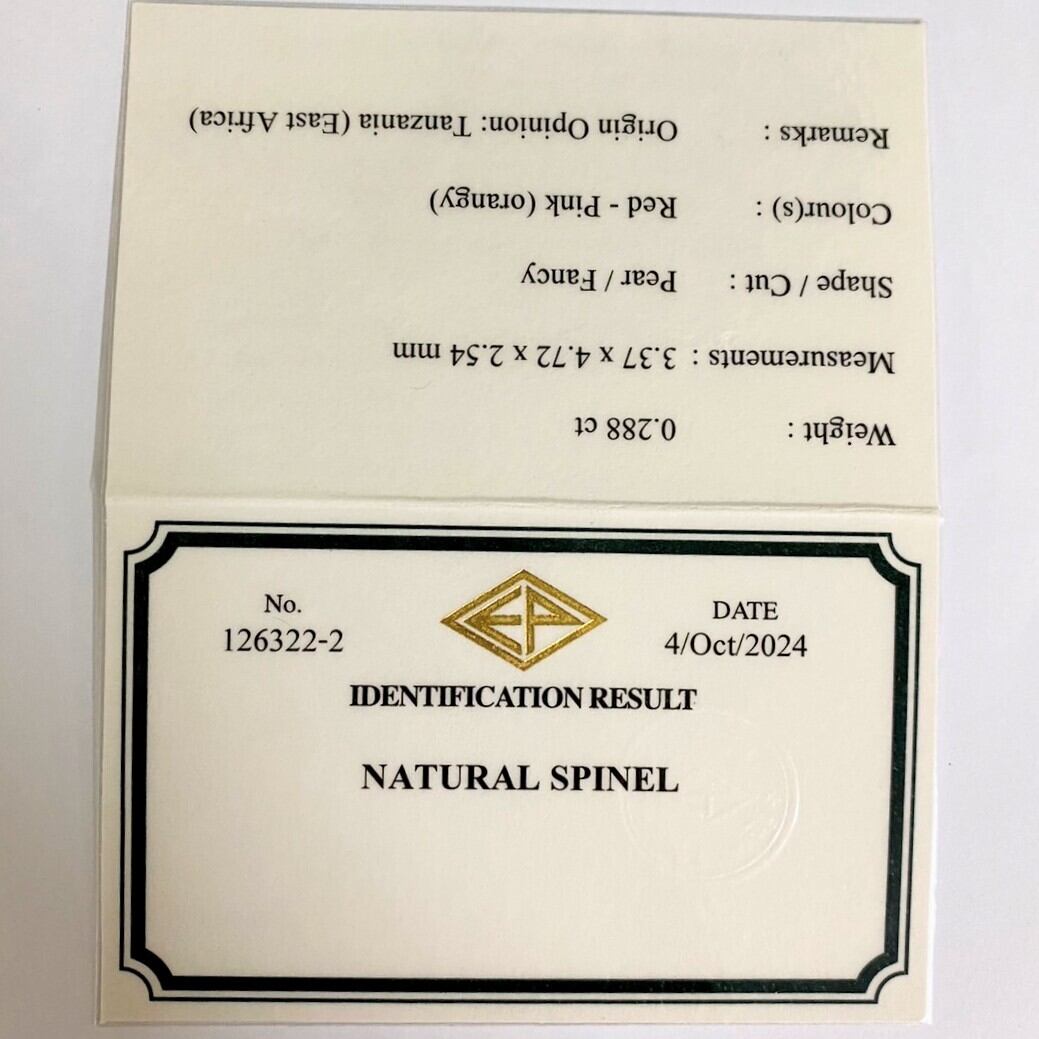 No.
126322-2
EP
DATE
4/Oct/2024
IDENTIFICATION RESULT
NATURAL SPINEL
Weight : 0.288 ct
Measurements : 3.37 x 4.72 x 2.54 mm
Shape / Cut : Pear / Fancy
Colour(s) : Red - Pink (orangy)
Remarks : Origin Opinion: Tanzania (East Africa)